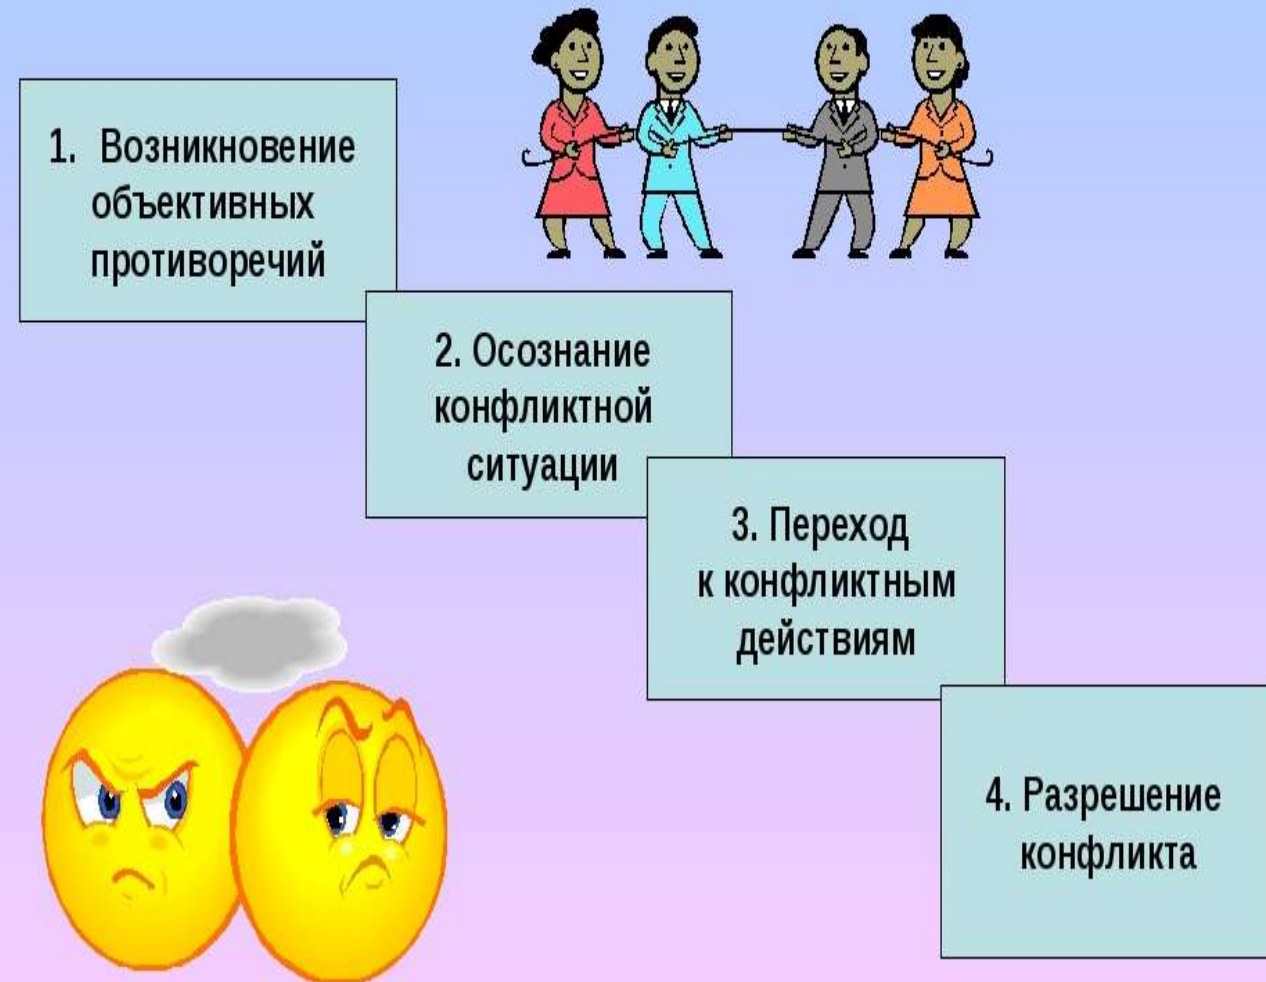 1. Возникновение
объективных
противоречий
2. Осознание
конфликтной
ситуации
3. Переход
к конфликтным
действиям
4. Разрешение
конфликта